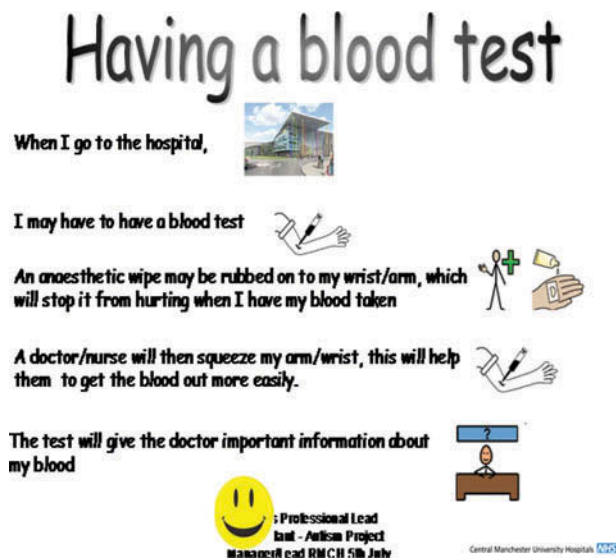 Having a blood test
When I go to the hospital,
I may have to have a blood test
An anaesthetic wipe may be rubbed on to my wrist/arm, which
will stop it from hurting when I have my blood taken
A doctor/nurse will then squeeze my arm/wrist, this will help
them to get the blood out more easily.
?
The test will give the doctor important information about
my blood
Professional Lead
- Autism Project
Manager/Lead RMCH 5th July
Central Manchester University Hospitals NHS